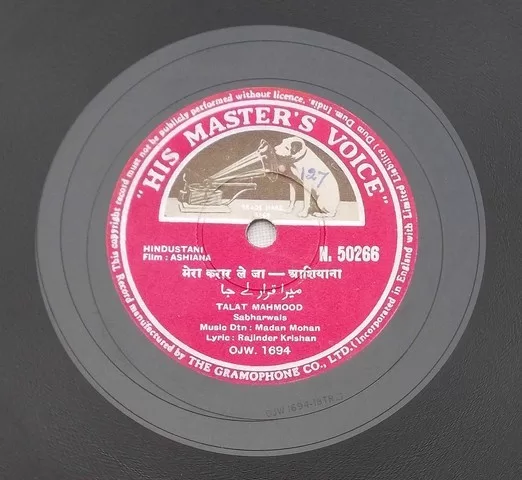 This copyright record must not be publicly performed without licence.
Record manufactured by THE GRAMOPHONE CO., LTD. (Incorporated in England with Limited Liability) Dum Dum, India.
"HIS MASTER'S VOICE"
127
TRADE MARK
HINDUSTANI
Film : ASHIANA
N. 50266
मेरा क़रार ले जा — आशियाना
میرا قرار لے جا
TALAT MAHMOOD
Sabharwals
Music Dtn : Madan Mohan
Lyric : Rajinder Krishan
OJW. 1694